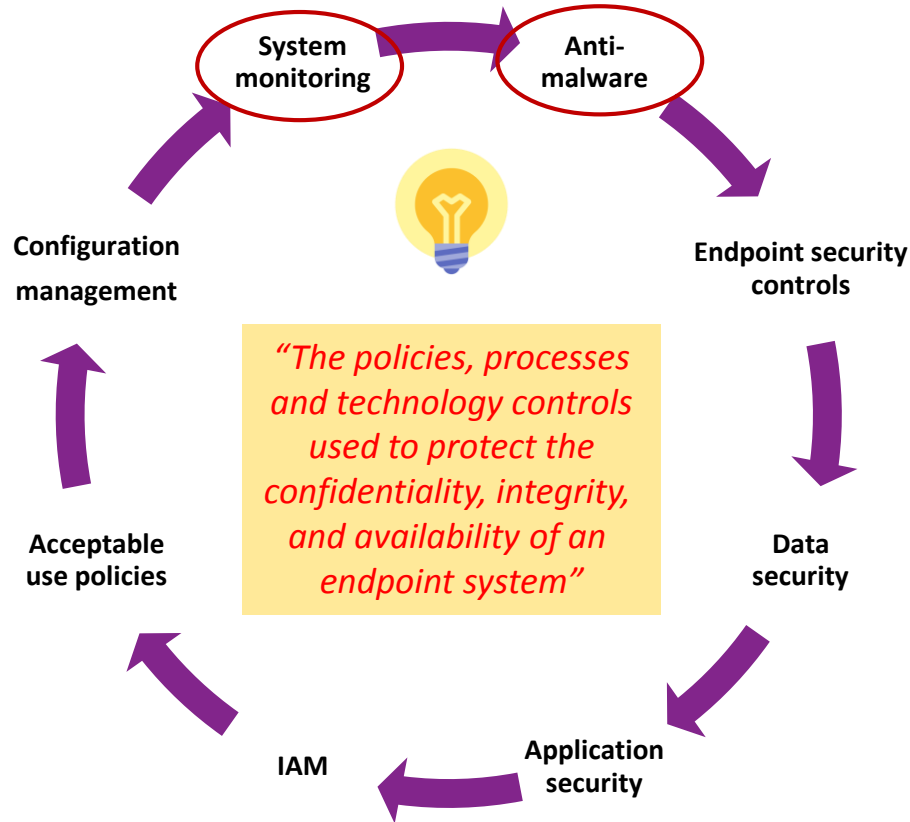 System
monitoring
Anti-
malware
Configuration
management
Endpoint security
controls
“The policies, processes
and technology controls
used to protect the
confidentiality, integrity,
and availability of an
endpoint system”
Acceptable
use policies
Data
security
IAM
Application
security